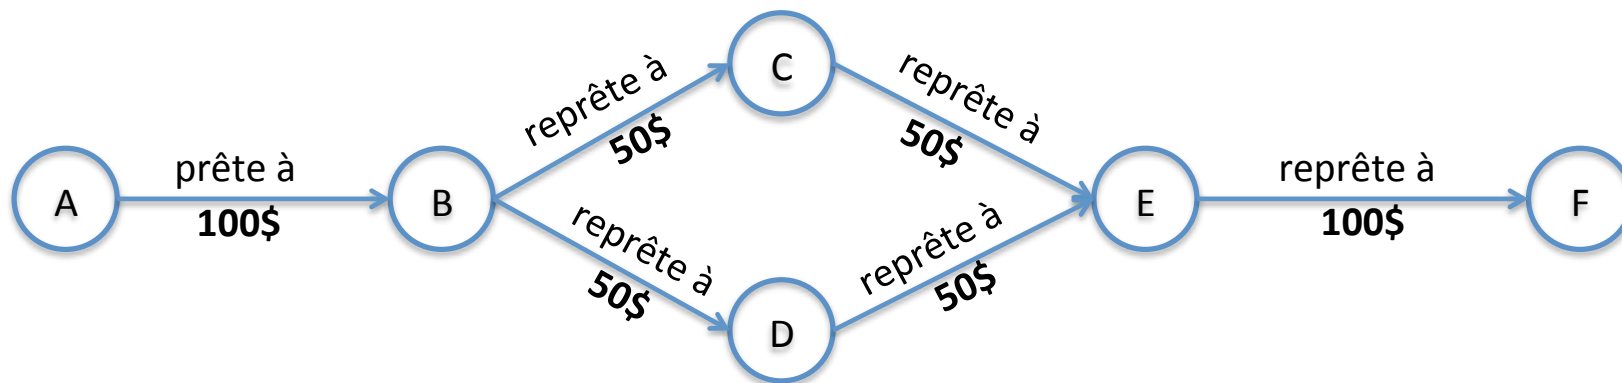 A
prête à
100$
B
reprête à
50$
C
reprête à
50$
reprête à
50$
D
reprête à
50$
E
reprête à
100$
F